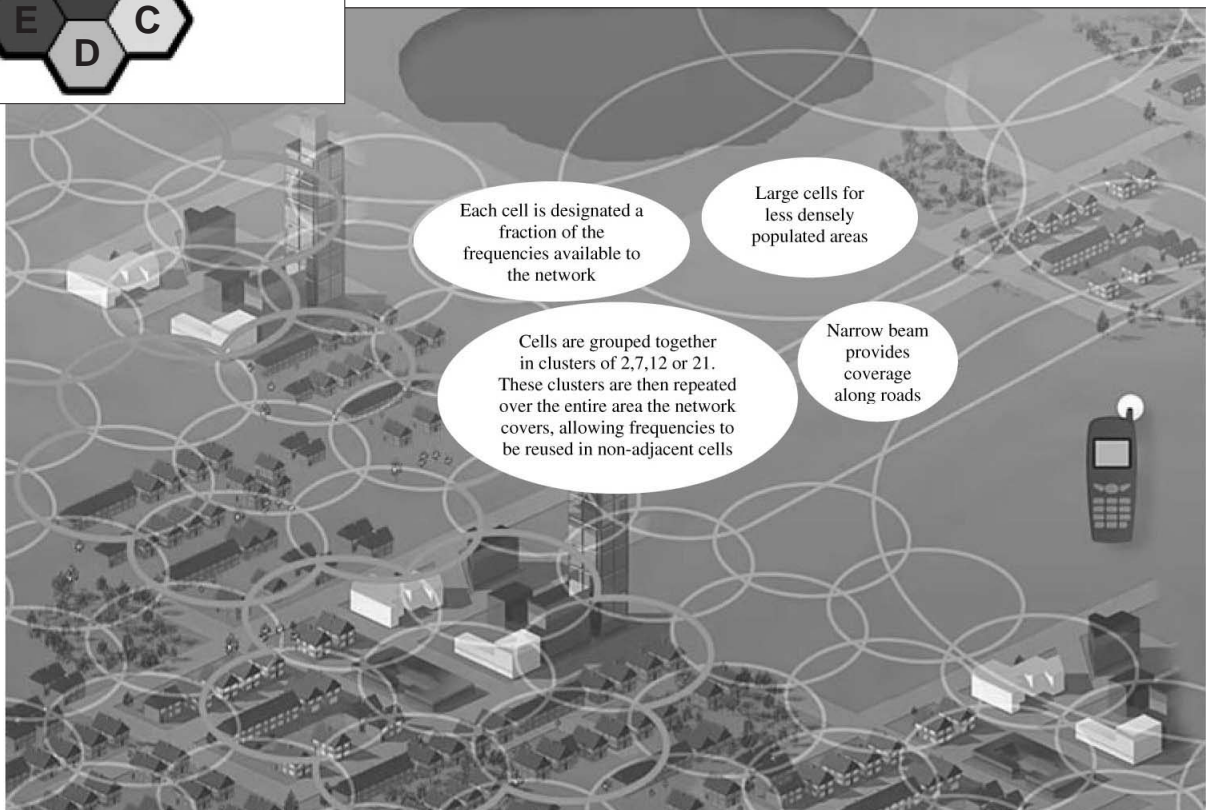 E
C
D
Each cell is designated a
fraction of the
frequencies available to
the network
Large cells for
less densely
populated areas
Cells are grouped together
in clusters of 2,7,12 or 21.
These clusters are then repeated
over the entire area the network
covers, allowing frequencies to
be reused in non-adjacent cells
Narrow beam
provides
coverage
along roads